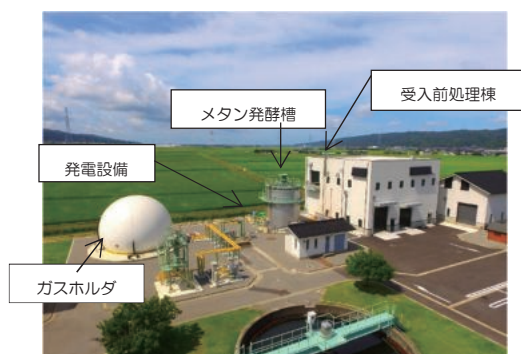 受入前処理棟
メタン発酵槽
発電設備
ガスホルダ